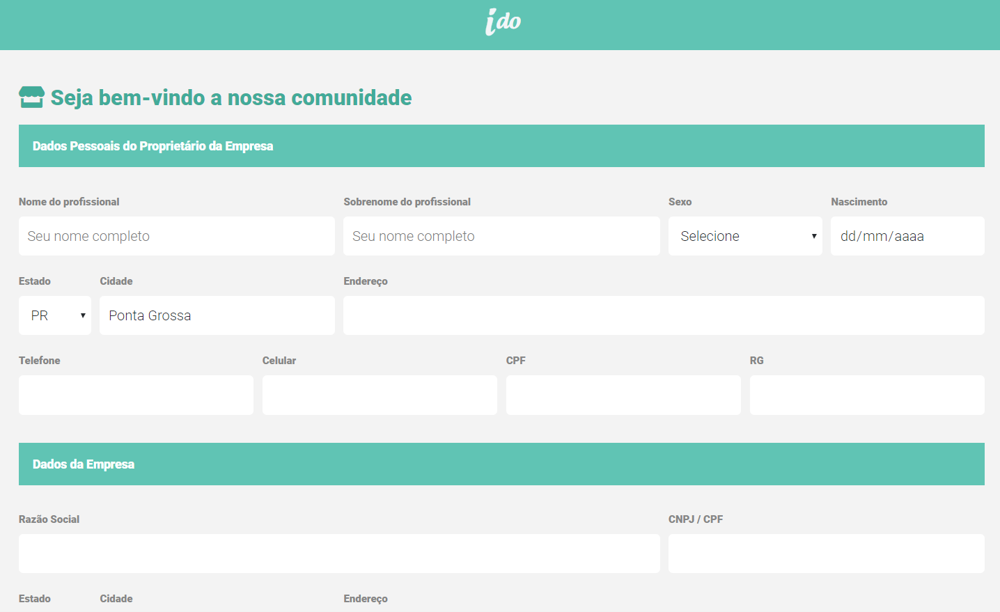 ido
Seja bem-vindo a nossa comunidade
Dados Pessoais do Proprietário da Empresa
Nome do profissional Sobrenome do profissional Sexo Nascimento
Seu nome completo Seu nome completo Selecione dd/mm/aaaa
Estado Cidade Endereço
PR Ponta Grossa
Telefone Celular CPF RG
Dados da Empresa
Razão Social CNPJ / CPF
Estado Cidade Endereço